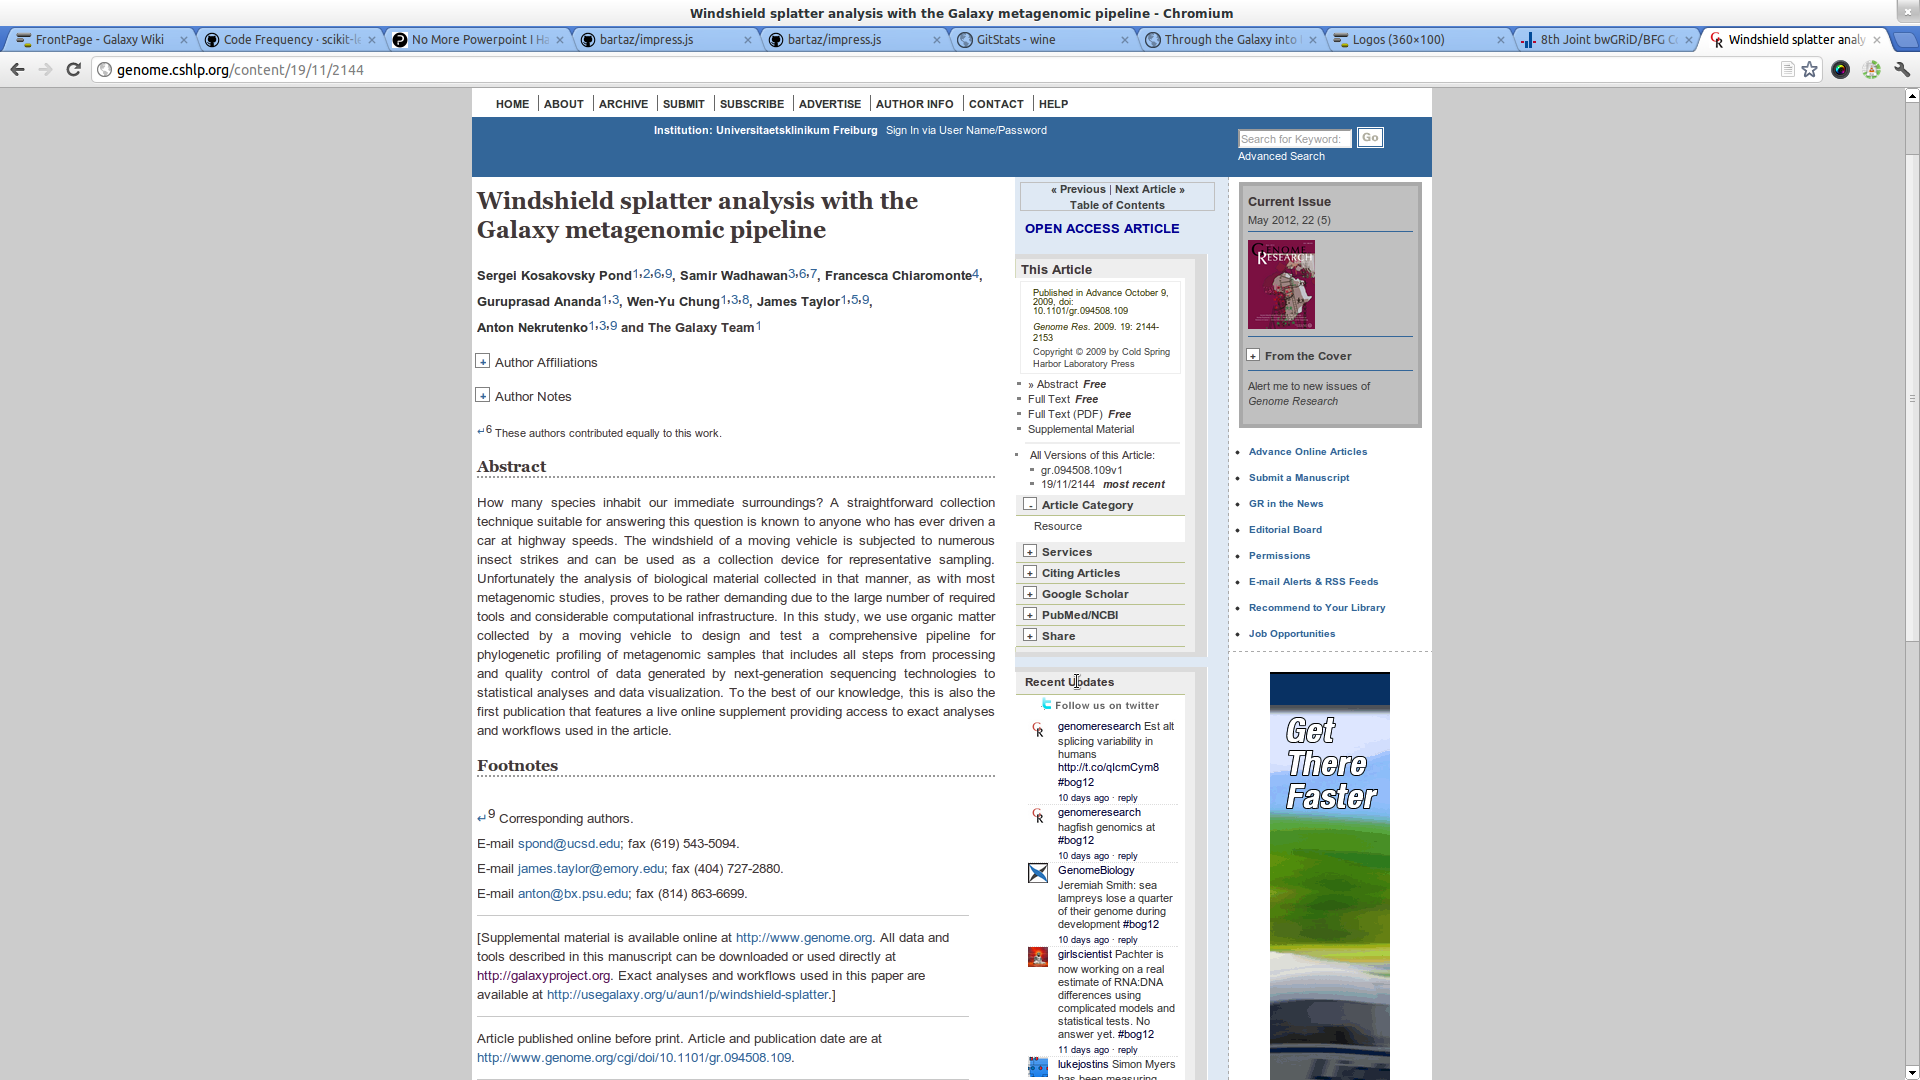 Windshield splatter analysis with the Galaxy metagenomic pipeline - Chromium
FrontPage - Galaxy Wiki
Code Frequency · scikit-l
No More Powerpoint I H
bartaz/impress.js
bartaz/impress.js
GitStats - wine
Through the Galaxy into
Logos (360×100)
8th Joint bwGRiD/BFG C
Windshield splatter analy
genome.cshlp.org/content/19/11/2144
HOME
ABOUT
ARCHIVE
SUBMIT
SUBSCRIBE
ADVERTISE
AUTHOR INFO
CONTACT
HELP
Institution: Universitaetsklinikum Freiburg Sign In via User Name/Password
Search for Keyword:
Go
Advanced Search
Windshield splatter analysis with the
Galaxy metagenomic pipeline
Sergei Kosakovsky Pond1,2,6,9, Samir Wadhawan3,6,7, Francesca Chiaromonte4,
Guruprasad Ananda1,3, Wen-Yu Chung1,3,8, James Taylor1,5,9,
Anton Nekrutenko1,3,9 and The Galaxy Team1
+ Author Affiliations
+ Author Notes
↵6 These authors contributed equally to this work.
Abstract
How many species inhabit our immediate surroundings? A straightforward collection
technique suitable for answering this question is known to anyone who has ever driven a
car at highway speeds. The windshield of a moving vehicle is subjected to numerous
insect strikes and can be used as a collection device for representative sampling.
Unfortunately the analysis of biological material collected in that manner, as with most
metagenomic studies, proves to be rather demanding due to the large number of required
tools and considerable computational infrastructure. In this study, we use organic matter
collected by a moving vehicle to design and test a comprehensive pipeline for
phylogenetic profiling of metagenomic samples that includes all steps from processing
and quality control of data generated by next-generation sequencing technologies to
statistical analyses and data visualization. To the best of our knowledge, this is also the
first publication that features a live online supplement providing access to exact analyses
and workflows used in the article.
Footnotes
↵9 Corresponding authors.
E-mail spond@ucsd.edu; fax (619) 543-5094.
E-mail james.taylor@emory.edu; fax (404) 727-2880.
E-mail anton@bx.psu.edu; fax (814) 863-6699.
[Supplemental material is available online at http://www.genome.org. All data and
tools described in this manuscript can be downloaded or used directly at
http://galaxyproject.org. Exact analyses and workflows used in this paper are
available at http://usegalaxy.org/u/aun1/p/windshield-splatter.]
Article published online before print. Article and publication date are at
http://www.genome.org/cgi/doi/10.1101/gr.094508.109.
« Previous | Next Article »
Table of Contents
OPEN ACCESS ARTICLE
This Article
Published in Advance October 9,
2009, doi:
10.1101/gr.094508.109
Genome Res. 2009. 19: 2144-
2153
Copyright © 2009 by Cold Spring
Harbor Laboratory Press
» Abstract Free
Full Text Free
Full Text (PDF) Free
Supplemental Material
All Versions of this Article:
gr.094508.109v1
19/11/2144 most recent
- Article Category
Resource
+ Services
+ Citing Articles
+ Google Scholar
+ PubMed/NCBI
+ Share
Recent Updates
Follow us on twitter
genomeresearch Est alt
splicing variability in
humans
http://t.co/qIcmCym8
#bog12
10 days ago · reply
genomeresearch
hagfish genomics at
#bog12
10 days ago · reply
GenomeBiology
Jeremiah Smith: sea
lampreys lose a quarter
of their genome during
development #bog12
10 days ago · reply
girlscientist Pachter is
now working on a real
estimate of RNA:DNA
differences using
complicated models and
statistical tests. No
answer yet. #bog12
11 days ago · reply
lukejostins Simon Myers
has been measuring
Current Issue
May 2012, 22 (5)
GENOME
RESEARCH
+ From the Cover
Alert me to new issues of
Genome Research
Advance Online Articles
Submit a Manuscript
GR in the News
Editorial Board
Permissions
E-mail Alerts & RSS Feeds
Recommend to Your Library
Job Opportunities
Get
There
Faster